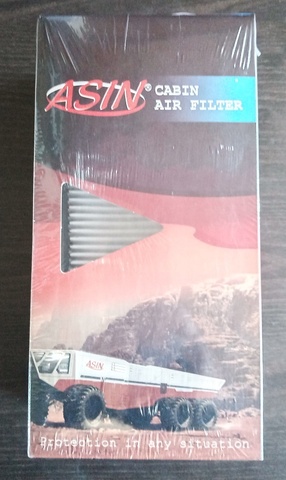 ASIN® CABIN
AIR FILTER
ASIN
Protection in any situation